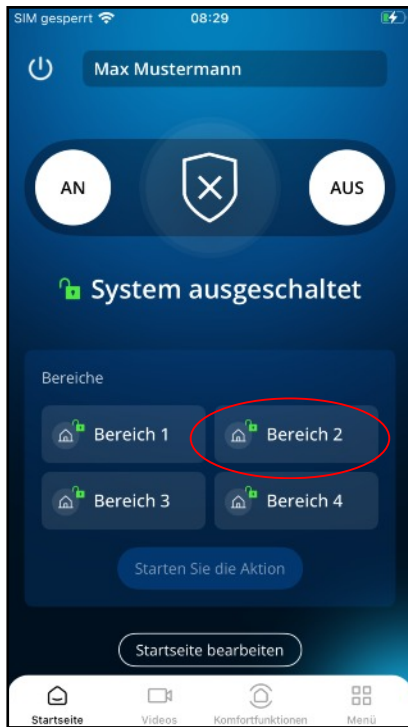 SIM gesperrt 08:29
Max Mustermann
AN AUS
System ausgeschaltet
Bereiche
Bereich 1 Bereich 2
Bereich 3 Bereich 4
Starten Sie die Aktion
Startseite bearbeiten
Startseite Videos Komfortfunktionen Menü